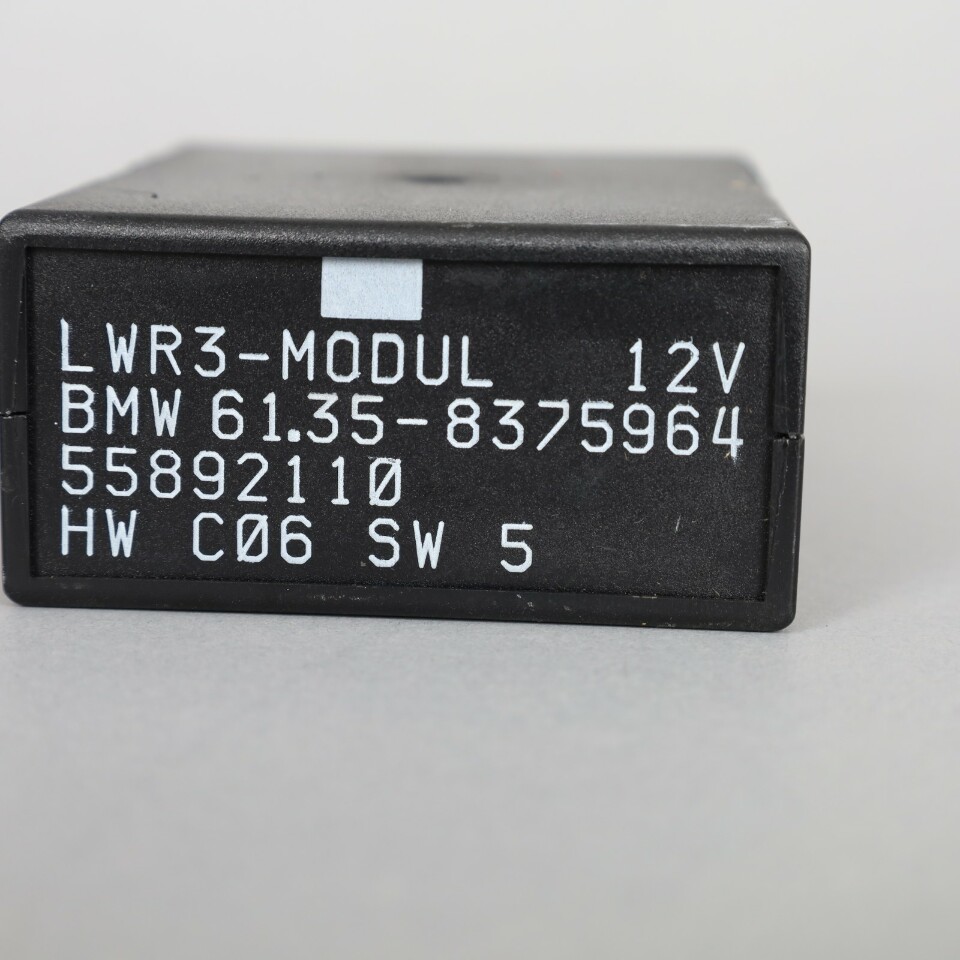 LWR3-MODUL 12V
BMW 61.35-8375964
55892110
HW C06 SW 5